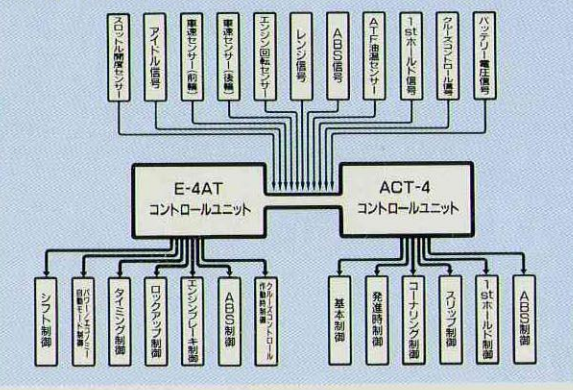 スロットル開度センサー
アイドル信号
車速センサー(前輪)
車速センサー(後輪)
エンジン回転センサー
レンジ信号
ABS信号
ATF油温センサー
1stホールド信号
クルーズコントロール信号
バッテリー電圧信号
E-4AT
コントロールユニット
ACT-4
コントロールユニット
シフト制御
パワー/エコノミー
自動モード制御
タイミング制御
ロックアップ制御
エンジンブレーキ制御
ABS制御
クルーズコントロール
作動時制御
基本制御
発進時制御
コーナリング制御
スリップ制御
1stホールド制御
ABS制御